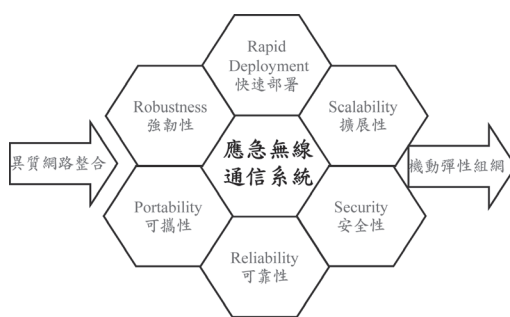 Rapid
Deployment
快速部署
Robustness
強韌性
Scalability
擴展性
異質網路整合
應急無線
通信系統
機動彈性組網
Portability
可攜性
Security
安全性
Reliability
可靠性